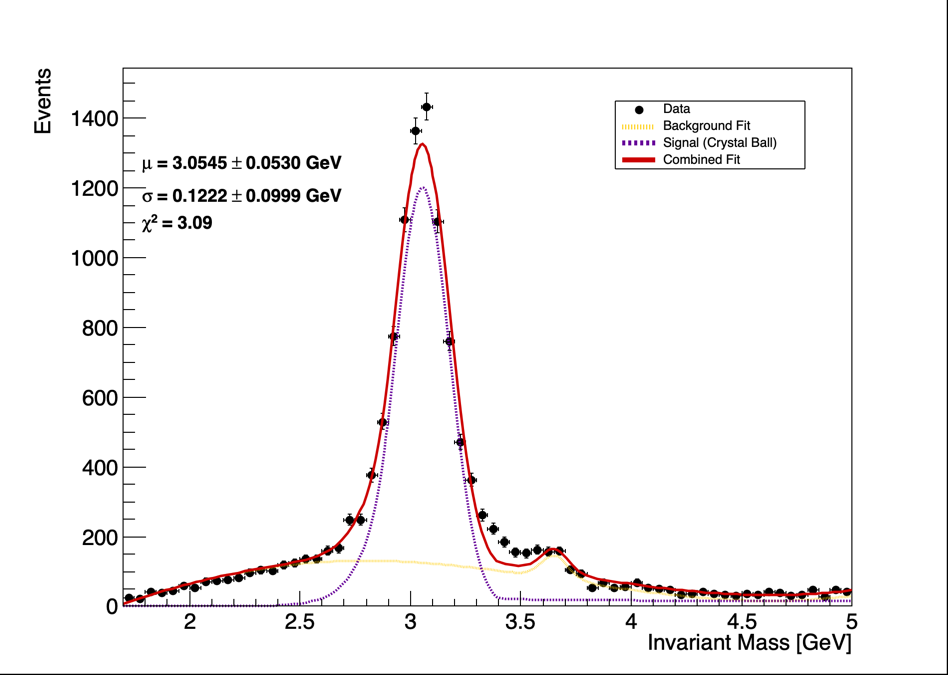 Events
1400
1200
1000
800
600
400
200
0
μ = 3.0545 ± 0.0530 GeV
σ = 0.1222 ± 0.0999 GeV
χ² = 3.09
Data
Background Fit
Signal (Crystal Ball)
Combined Fit
2 2.5 3 3.5 4 4.5 5
Invariant Mass [GeV]